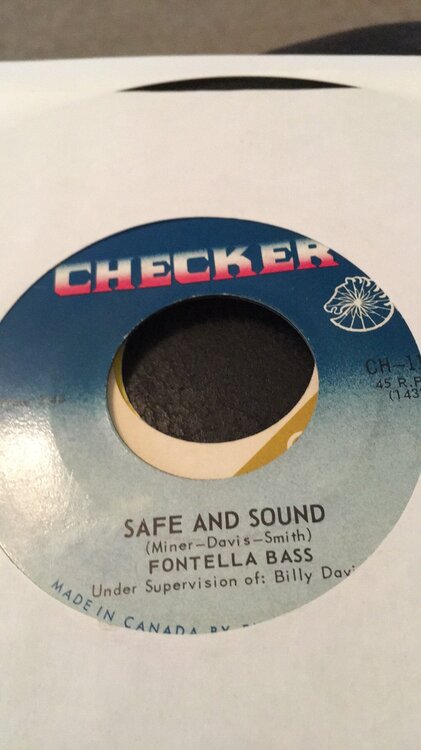 CHECKER
CH-1
45 R.P
(143
SAFE AND SOUND
(Miner-Davis-Smith)
FONTELLA BASS
Under Supervision of: Billy Davi
MADE IN CANADA BY